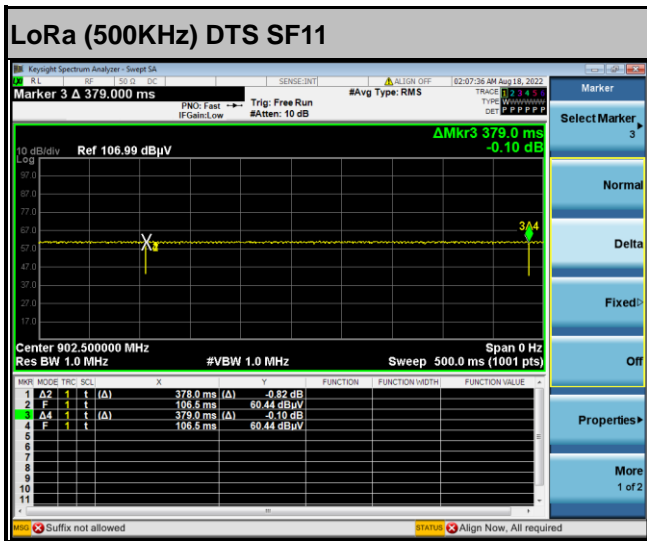 LoRa (500KHz) DTS SF11
Keysight Spectrum Analyzer - Swept SA
RL RF 50 Ω DC SENSE:INT ALIGN OFF 02:07:36 AM Aug 18, 2022
Marker 3 Δ 379.000 ms
PNO: Fast
IFGain:Low
Trig: Free Run
#Atten: 10 dB
#Avg Type: RMS
TRACE 1 2 3 4 5 6
TYPE WWWWWW
DET P P P P P P
Marker
Select Marker
3
Normal
Delta
Fixed
Off
Properties
More
1 of 2
ΔMkr3 379.0 ms
-0.10 dB
10 dB/div Ref 106.99 dBµV
Log
97.0
87.0
77.0
67.0
57.0
47.0
37.0
27.0
17.0
3Δ4
Center 902.500000 MHz Span 0 Hz
Res BW 1.0 MHz #VBW 1.0 MHz Sweep 500.0 ms (1001 pts)
MKR MODE TRC SCL X Y FUNCTION FUNCTION WIDTH FUNCTION VALUE
1 Δ2 1 t (Δ) 378.0 ms (Δ) -0.82 dB
2 F 1 t 106.5 ms 60.44 dBµV
3 Δ4 1 t (Δ) 379.0 ms (Δ) -0.10 dB
4 F 1 t 106.5 ms 60.44 dBµV
5
6
7
8
9
10
11
MSG Suffix not allowed STATUS Align Now, All required